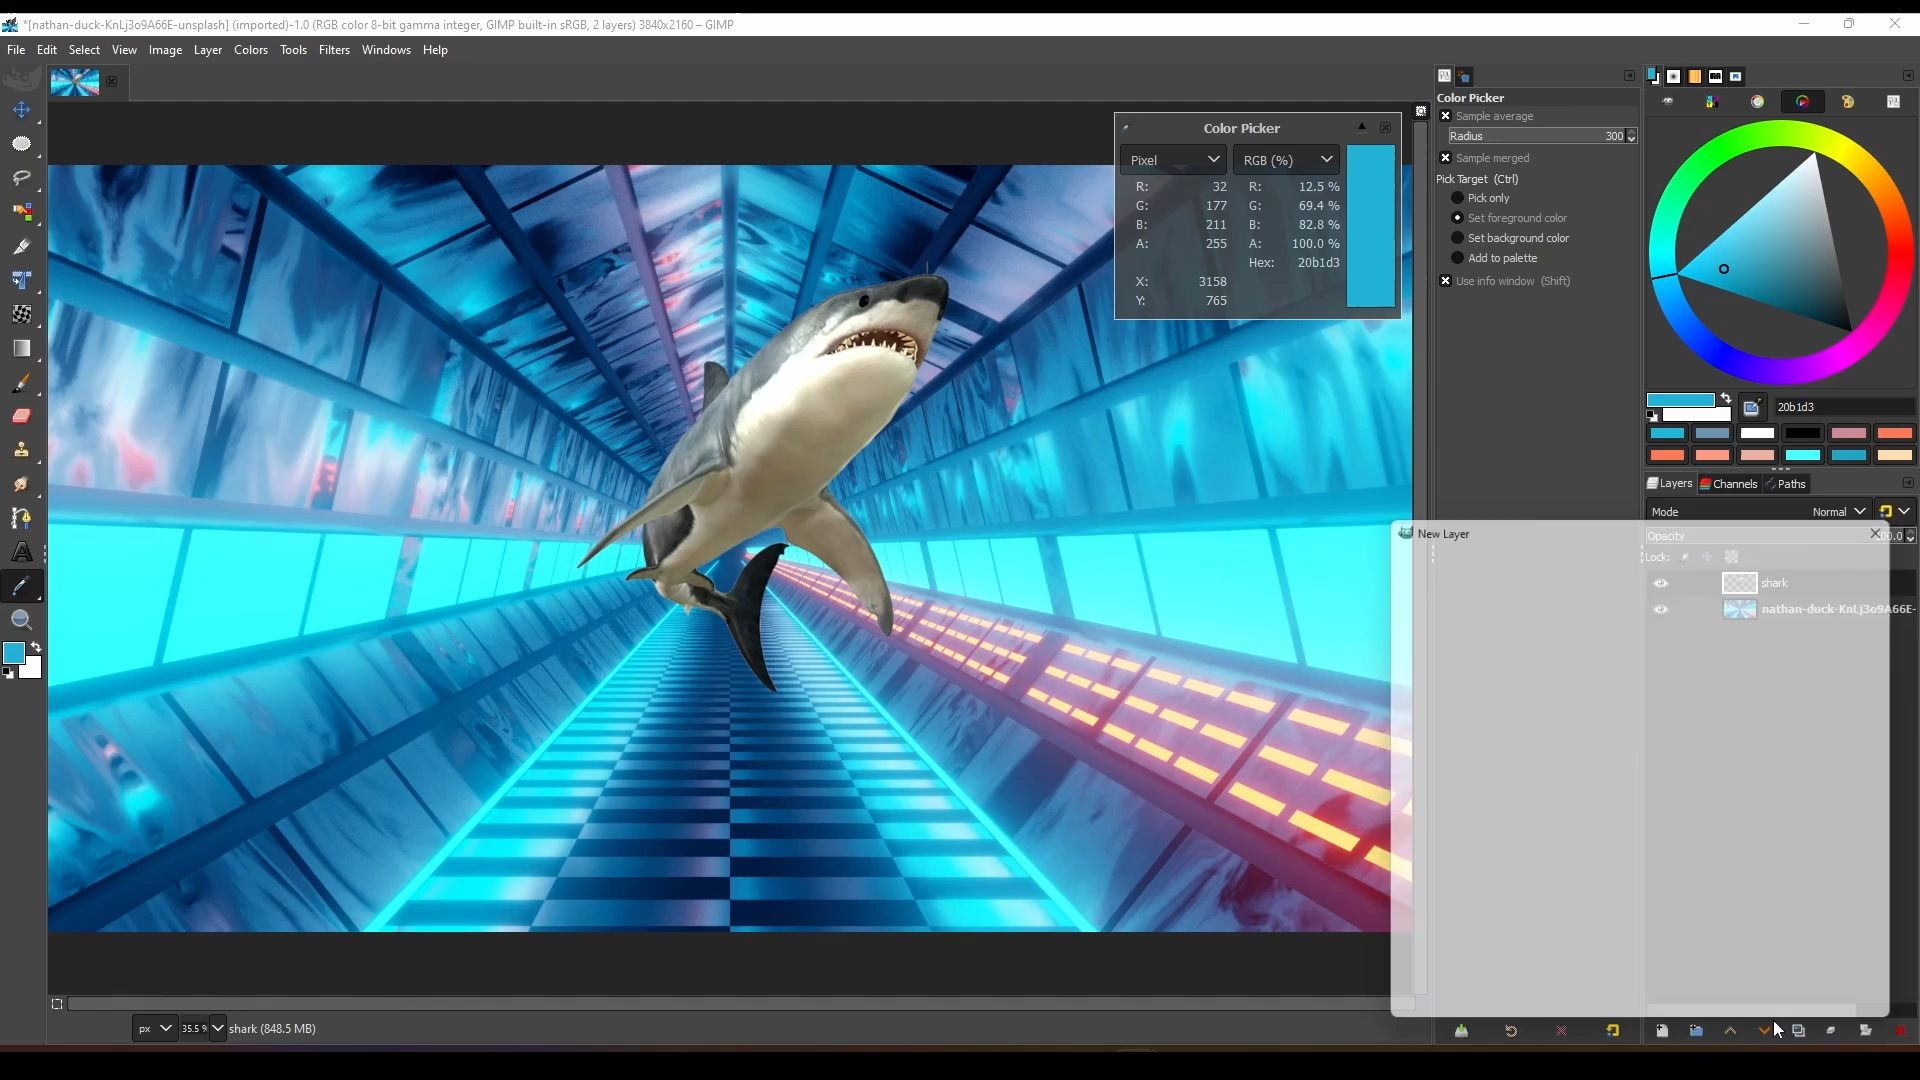 *[nathan-duck-KnLj3o9A66E-unsplash] (imported)-1.0 (RGB color 8-bit gamma integer, GIMP built-in sRGB, 2 layers) 3840x2160 – GIMP
File Edit Select View Image Layer Colors Tools Filters Windows Help
Color Picker
Pixel RGB (%)
R: 32 R: 12.5 %
G: 177 G: 69.4 %
B: 211 B: 82.8 %
A: 255 A: 100.0 %
Hex: 20b1d3
X: 3158
Y: 765
Color Picker
Sample average
Radius 300
Sample merged
Pick Target (Ctrl)
Pick only
Set foreground color
Set background color
Add to palette
Use info window (Shift)
20b1d3
Layers Channels Paths
Mode Normal
New Layer
Opacity
Lock:
shark
nathan-duck-KnLj3o9A66E-
px 35.5 % shark (848.5 MB)